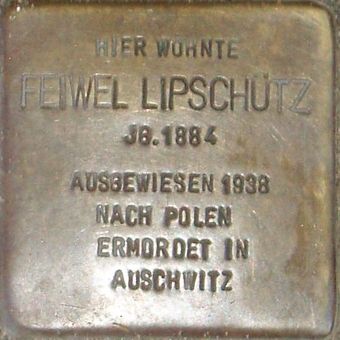 HIER WOHNTE
FEIWEL LIPSCHÜTZ
JG.1884
AUSGEWIESEN 1938
NACH POLEN
ERMORDET IN
AUSCHWITZ